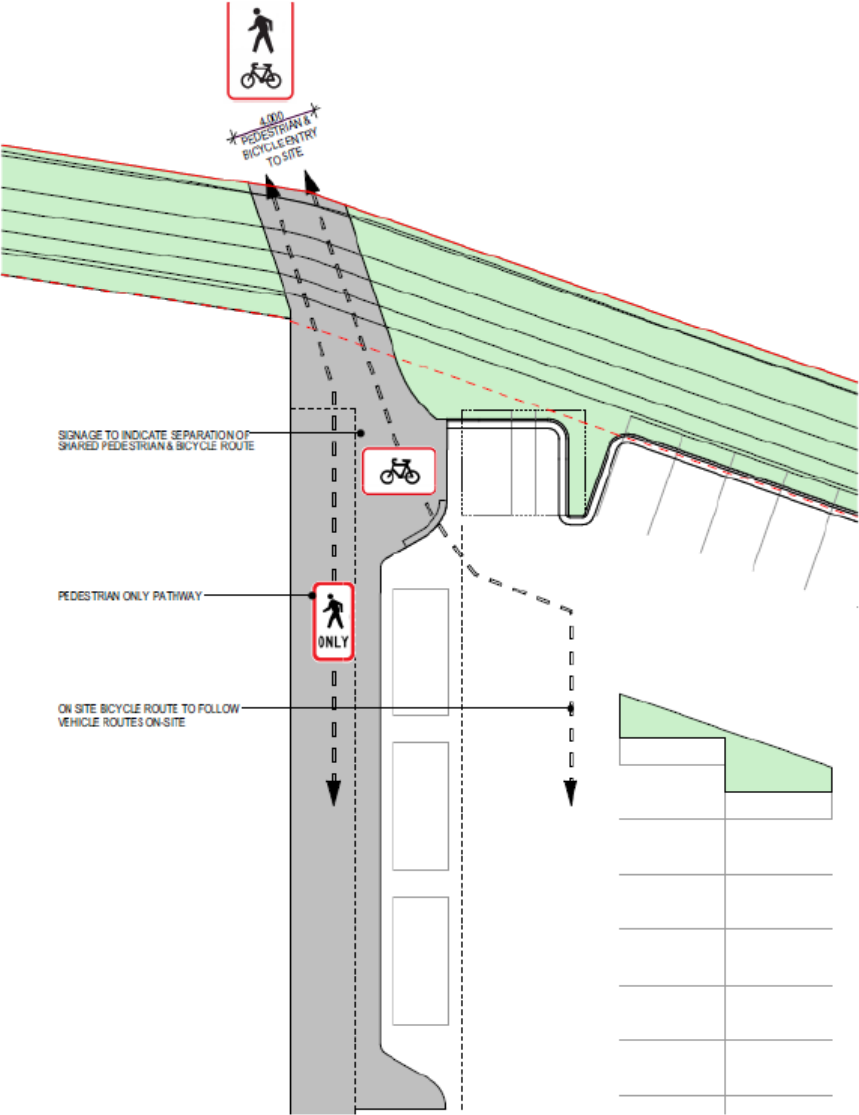 4.000
PEDESTRIAN &
BICYCLE ENTRY
TO SITE
SIGNAGE TO INDICATE SEPARATION OF
SHARED PEDESTRIAN & BICYCLE ROUTE
PEDESTRIAN ONLY PATHWAY
ONLY
ON SITE BICYCLE ROUTE TO FOLLOW
VEHICLE ROUTES ON-SITE